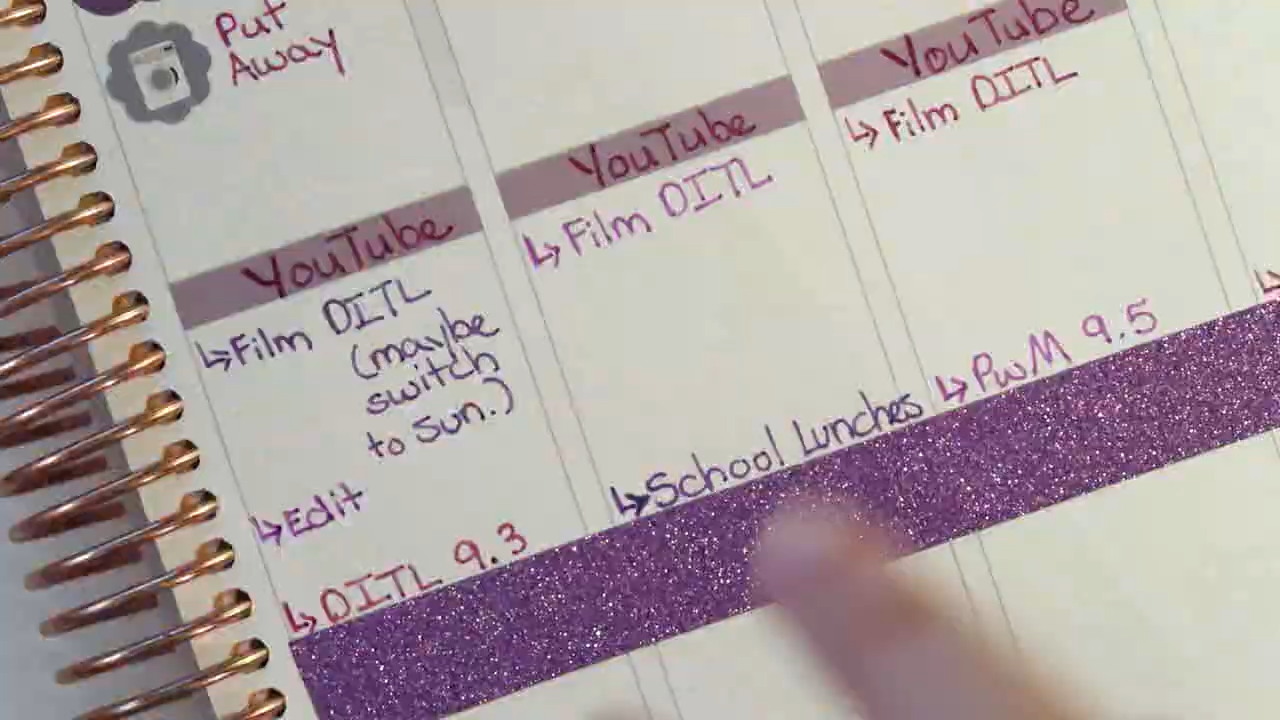 Put
Away
YouTube
↳Film DITL
(maybe
switch
to sun.)
↳Edit
↳DITL 9.3
YouTube
↳Film DITL
↳School Lunches
YouTube
↳Film DITL
↳PwM 9.5